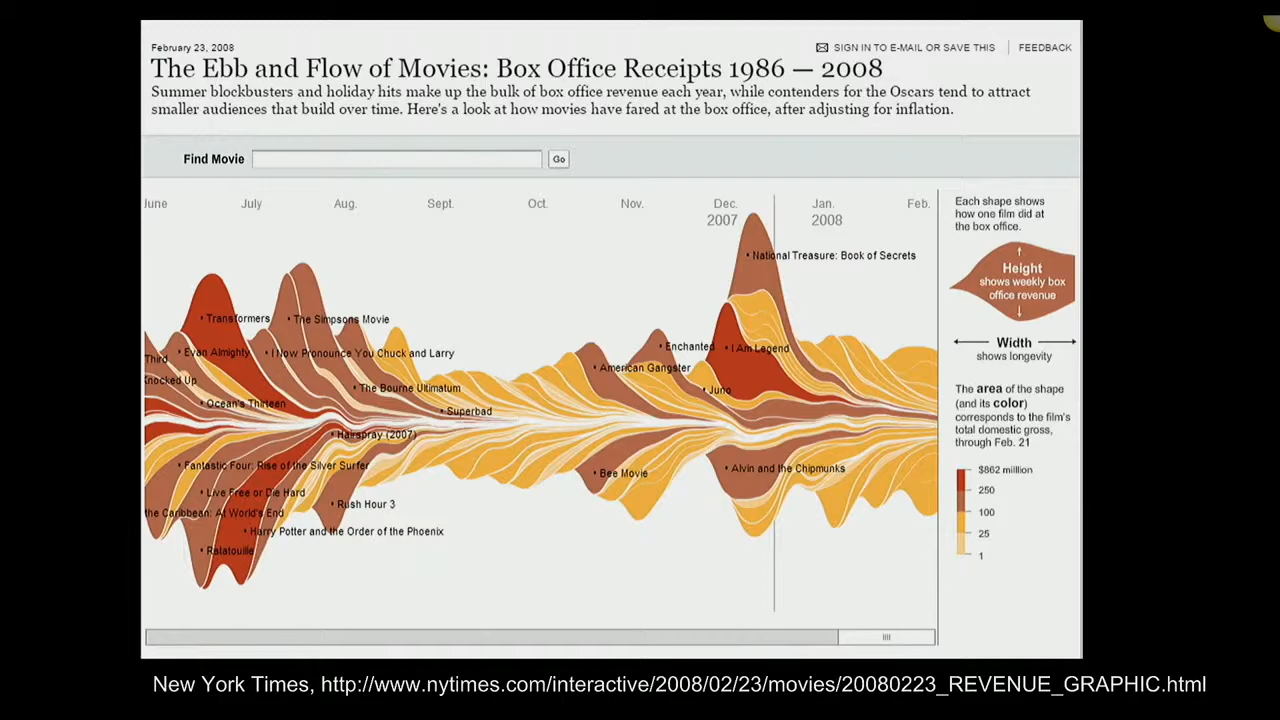 February 23, 2008
SIGN IN TO E-MAIL OR SAVE THIS
FEEDBACK
The Ebb and Flow of Movies: Box Office Receipts 1986 — 2008
Summer blockbusters and holiday hits make up the bulk of box office revenue each year, while contenders for the Oscars tend to attract
smaller audiences that build over time. Here's a look at how movies have fared at the box office, after adjusting for inflation.
Find Movie
Go
June July Aug. Sept. Oct. Nov. Dec. Jan. Feb.
2007 2008
National Treasure: Book of Secrets
Transformers
The Simpsons Movie
Enchanted
I Am Legend
Third
Evan Almighty
I Now Pronounce You Chuck and Larry
American Gangster
Knocked Up
The Bourne Ultimatum
Juno
Ocean's Thirteen
Superbad
Hairspray (2007)
Fantastic Four: Rise of the Silver Surfer
Bee Movie
Alvin and the Chipmunks
Live Free or Die Hard
Rush Hour 3
the Caribbean: At World's End
Harry Potter and the Order of the Phoenix
Ratatouille
Each shape shows
how one film did at
the box office.
Height
shows weekly box
office revenue
Width
shows longevity
The area of the shape
(and its color)
corresponds to the film's
total domestic gross,
through Feb. 21
$862 million
250
100
25
1
New York Times, http://www.nytimes.com/interactive/2008/02/23/movies/20080223_REVENUE_GRAPHIC.html